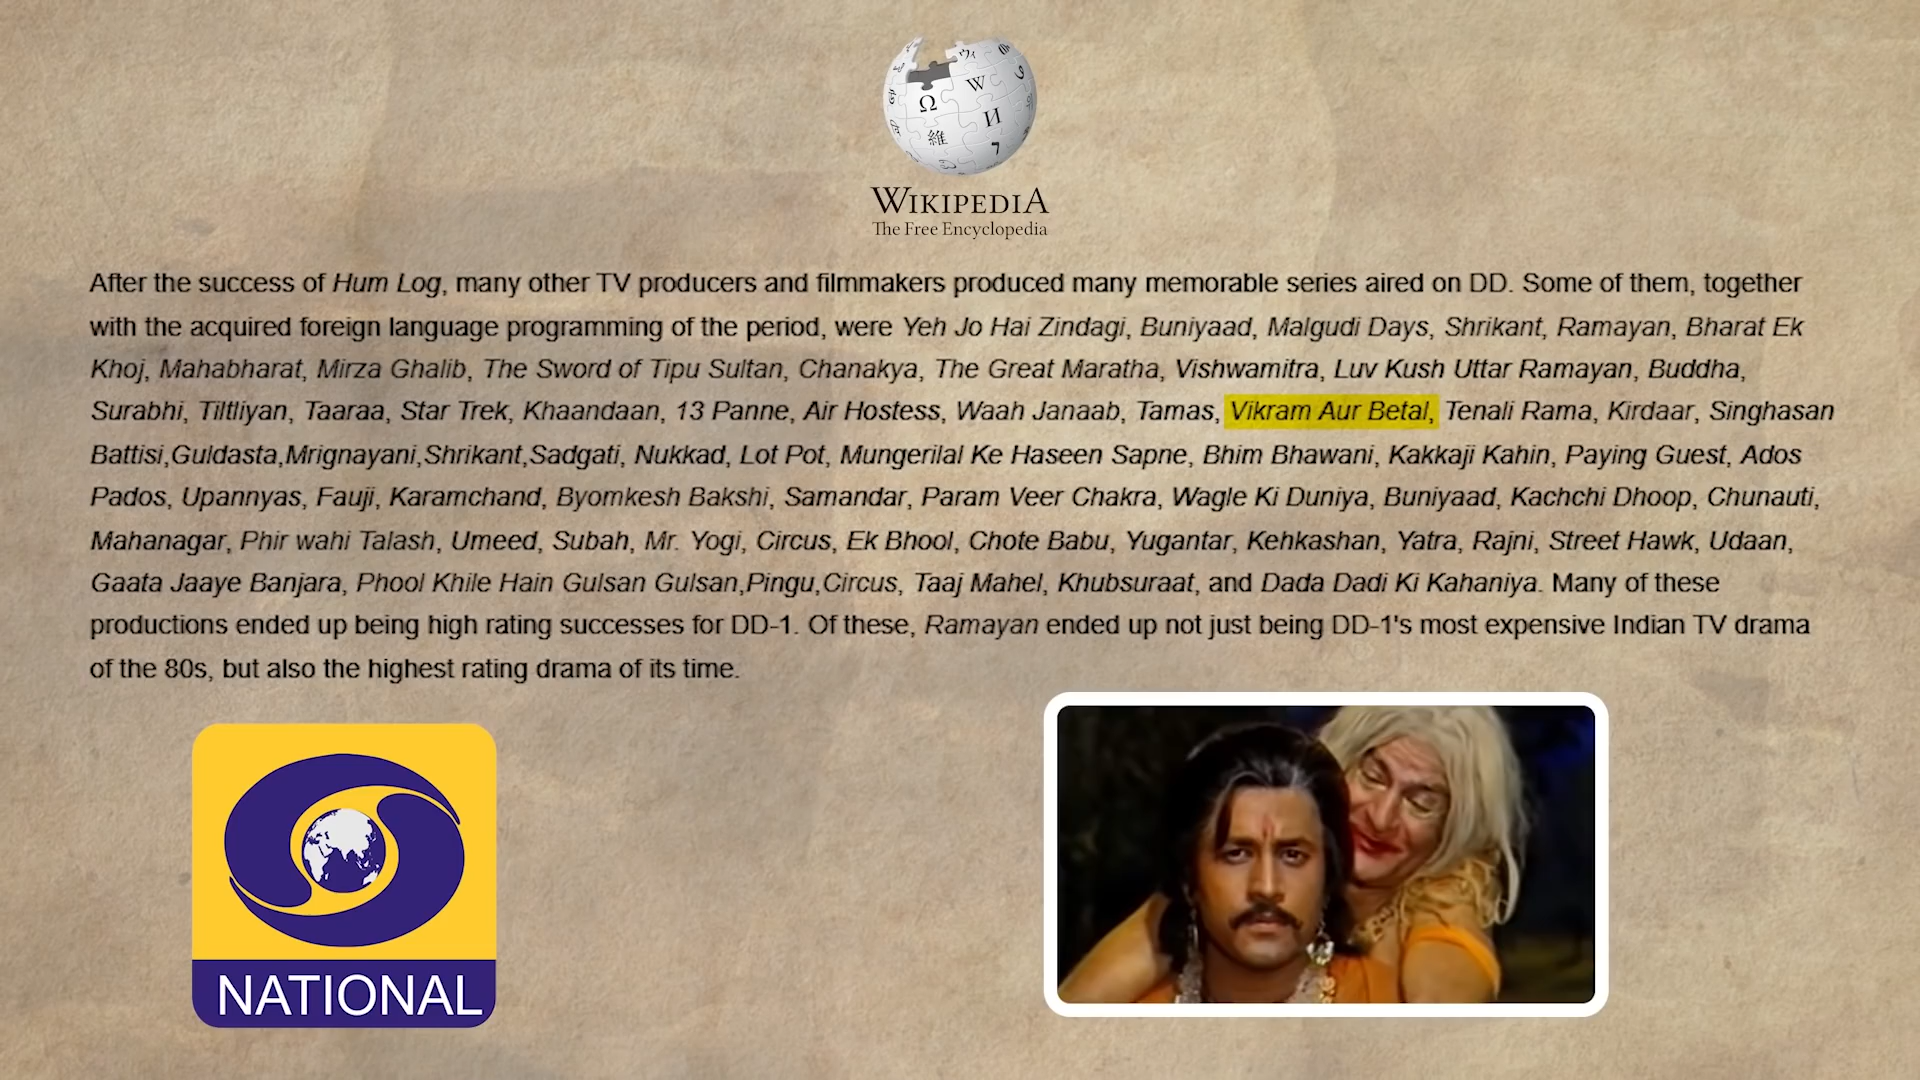 WIKIPEDIA
The Free Encyclopedia
After the success of Hum Log, many other TV producers and filmmakers produced many memorable series aired on DD. Some of them, together
with the acquired foreign language programming of the period, were Yeh Jo Hai Zindagi, Buniyaad, Malgudi Days, Shrikant, Ramayan, Bharat Ek
Khoj, Mahabharat, Mirza Ghalib, The Sword of Tipu Sultan, Chanakya, The Great Maratha, Vishwamitra, Luv Kush Uttar Ramayan, Buddha,
Surabhi, Tiltliyan, Taaraa, Star Trek, Khaandaan, 13 Panne, Air Hostess, Waah Janaab, Tamas, Vikram Aur Betal, Tenali Rama, Kirdaar, Singhasan
Battisi,Guldasta,Mrignayani,Shrikant,Sadgati, Nukkad, Lot Pot, Mungerilal Ke Haseen Sapne, Bhim Bhawani, Kakkaji Kahin, Paying Guest, Ados
Pados, Upannyas, Fauji, Karamchand, Byomkesh Bakshi, Samandar, Param Veer Chakra, Wagle Ki Duniya, Buniyaad, Kachchi Dhoop, Chunauti,
Mahanagar, Phir wahi Talash, Umeed, Subah, Mr. Yogi, Circus, Ek Bhool, Chote Babu, Yugantar, Kehkashan, Yatra, Rajni, Street Hawk, Udaan,
Gaata Jaaye Banjara, Phool Khile Hain Gulsan Gulsan,Pingu,Circus, Taaj Mahel, Khubsuraat, and Dada Dadi Ki Kahaniya. Many of these
productions ended up being high rating successes for DD-1. Of these, Ramayan ended up not just being DD-1's most expensive Indian TV drama
of the 80s, but also the highest rating drama of its time.
NATIONAL